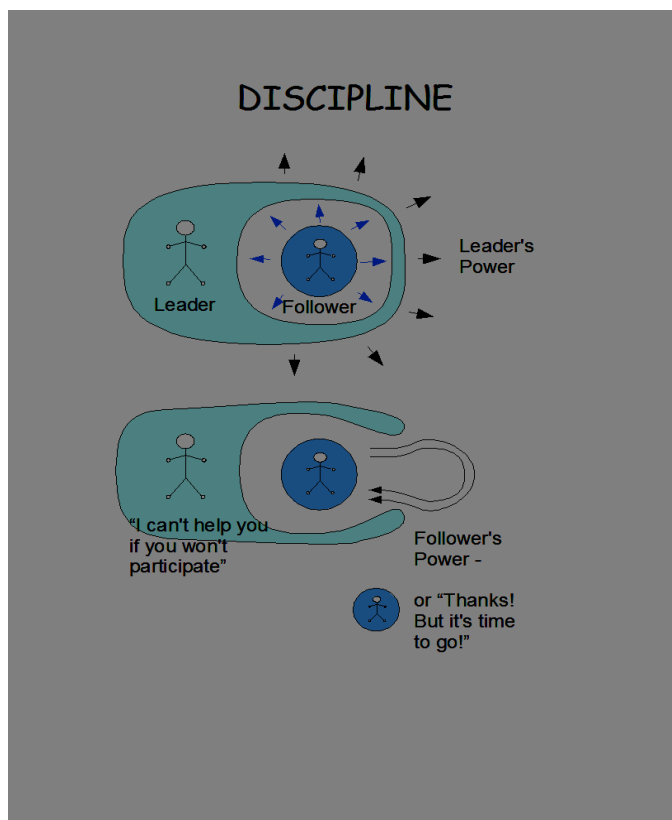 DISCIPLINE
Leader's
Power
Leader
Follower
“I can't help you
if you won't
participate”
Follower's
Power -
or “Thanks!
But it's time
to go!”